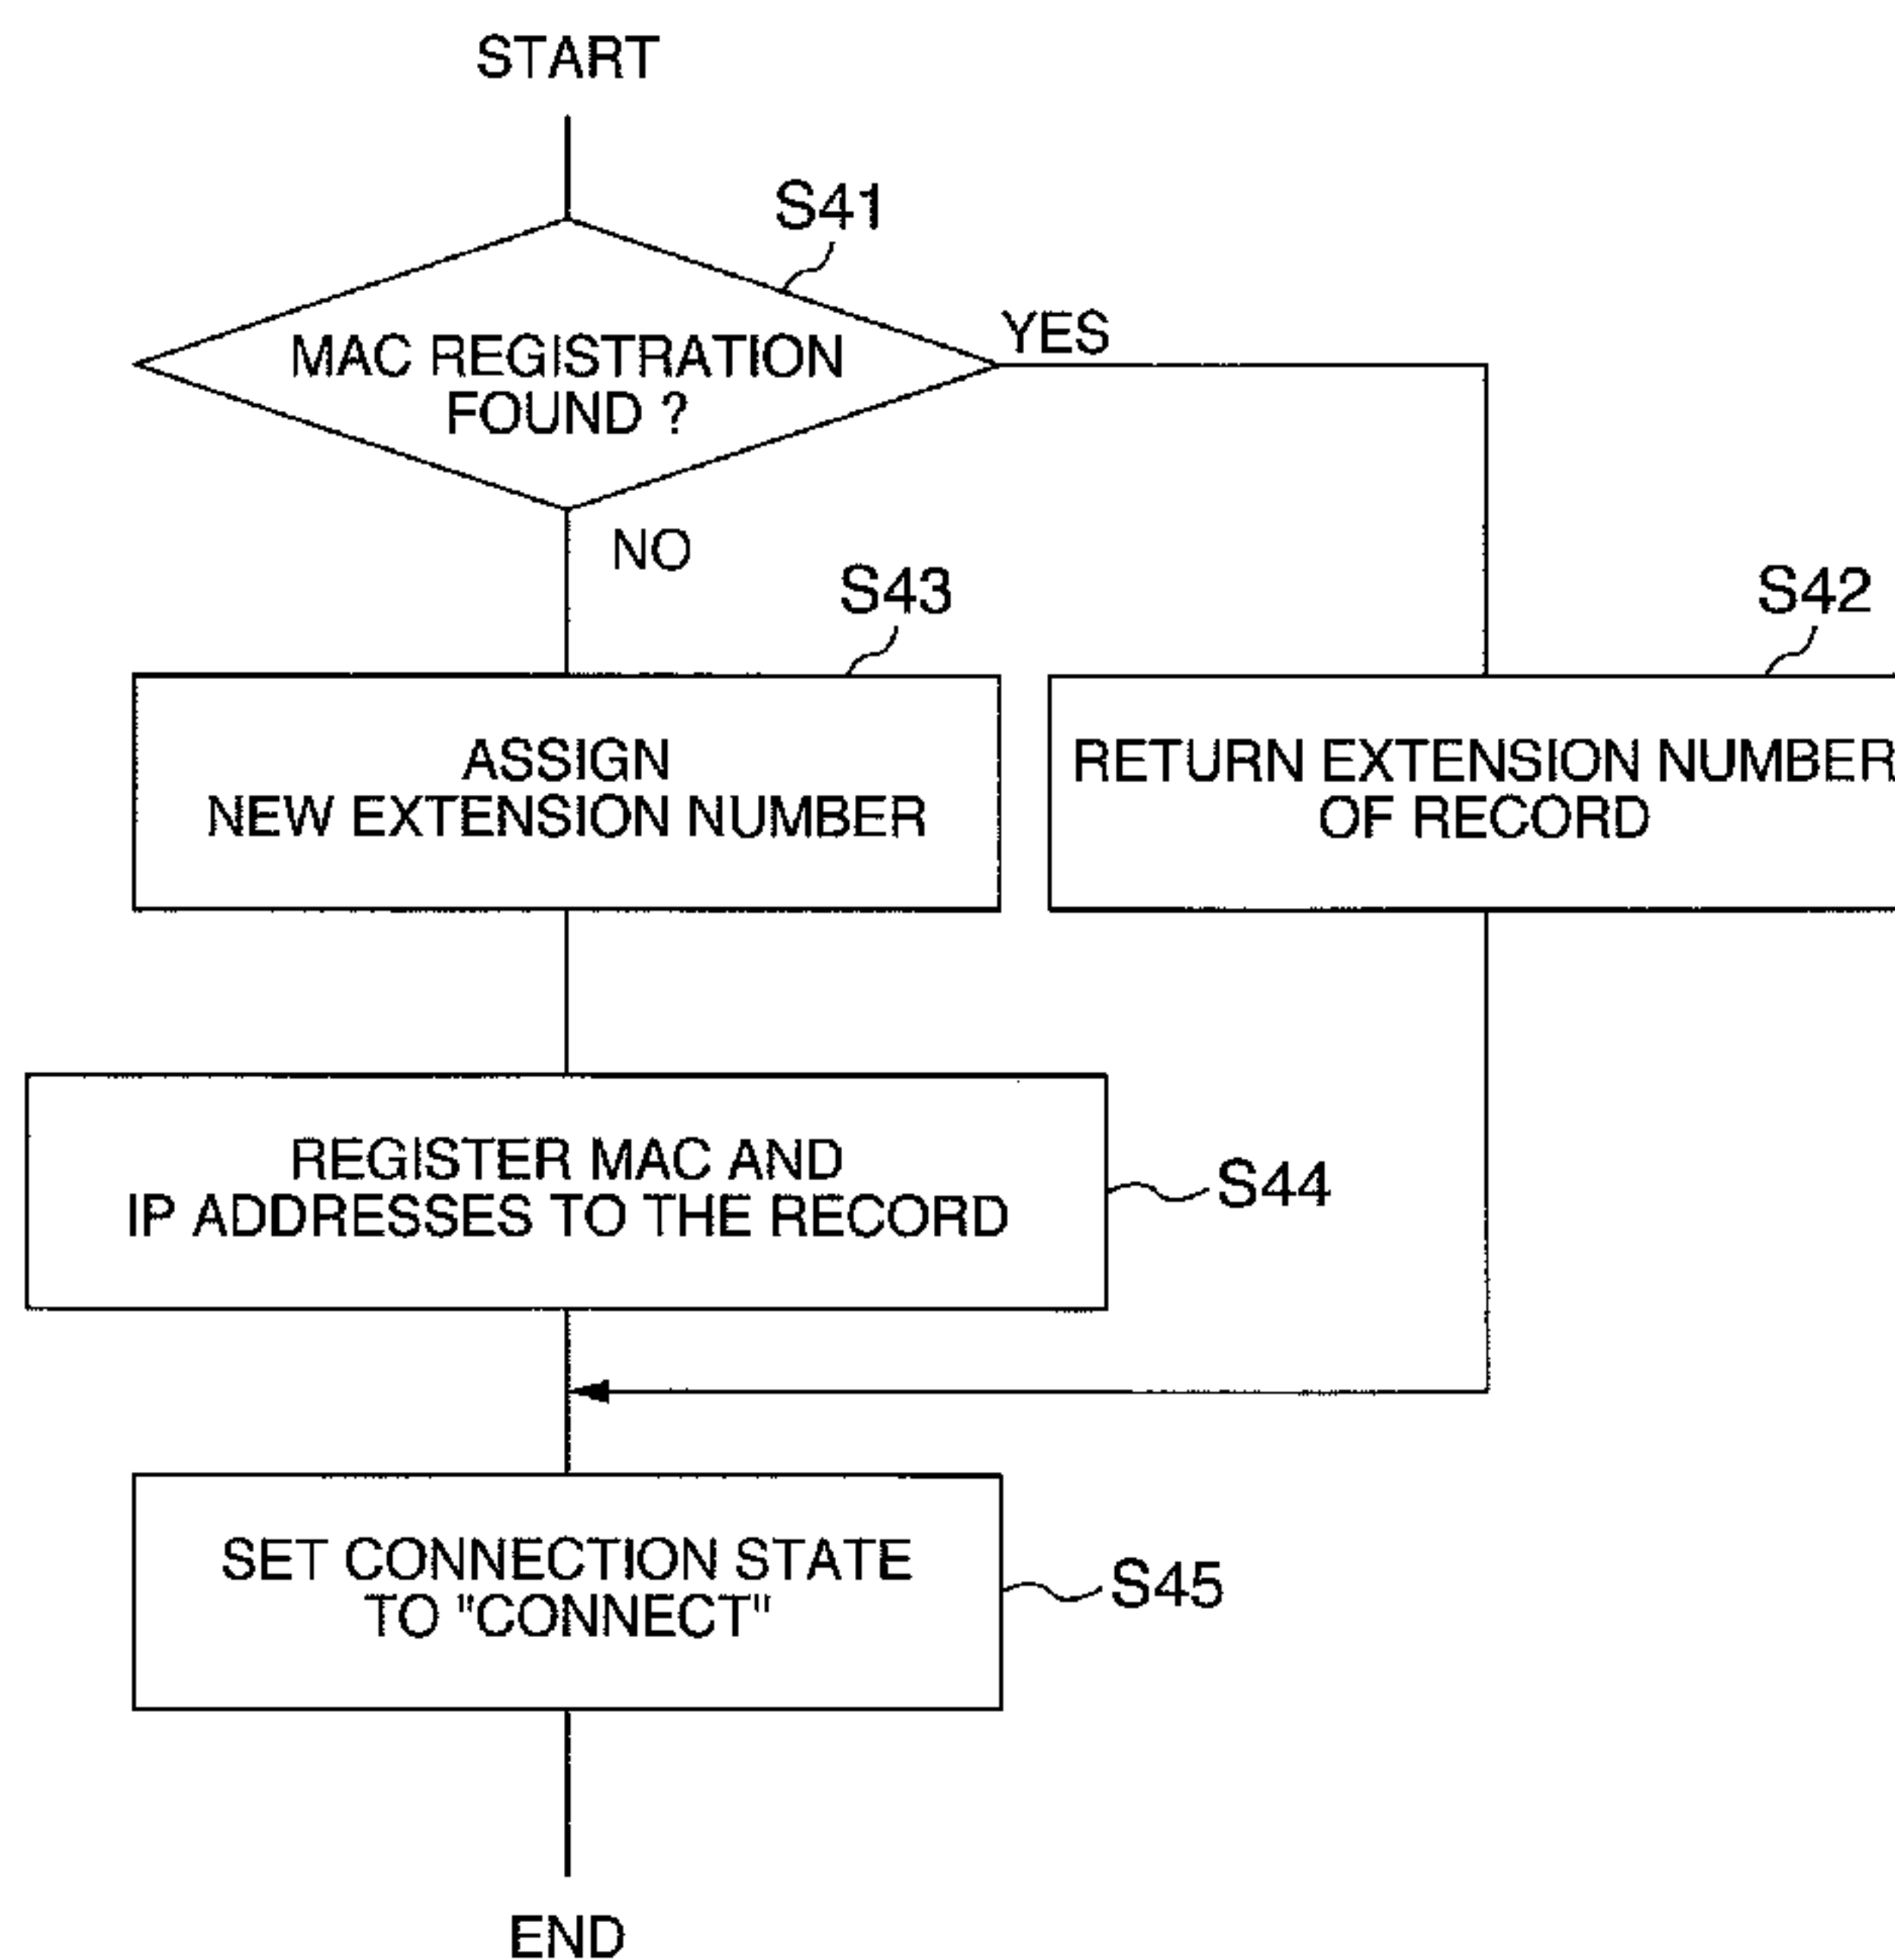 START
S41
MAC REGISTRATION
FOUND ?
YES
NO
S43
S42
ASSIGN
NEW EXTENSION NUMBER
RETURN EXTENSION NUMBER
OF RECORD
REGISTER MAC AND
IP ADDRESSES TO THE RECORD
S44
SET CONNECTION STATE
TO "CONNECT"
S45
END